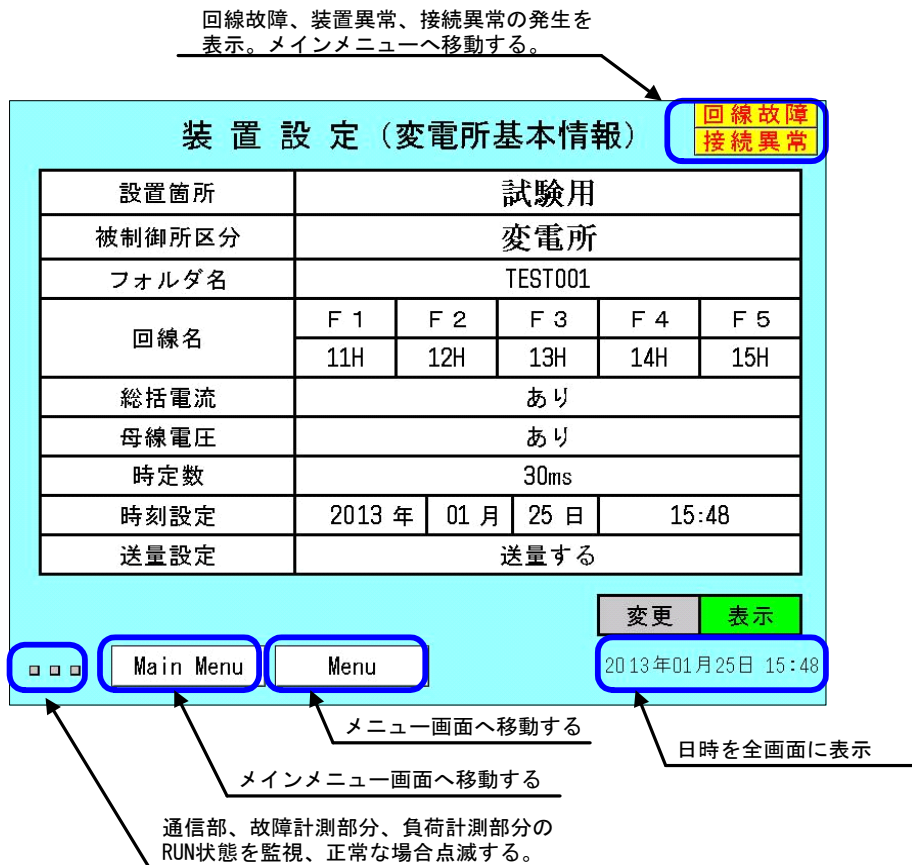 回線故障、装置異常、接続異常の発生を
表示。メインメニューへ移動する。
装 置 設 定（変電所基本情報）
回線故障
接続異常
設置箇所 試験用
被制御所区分 変電所
フォルダ名 TEST001
回線名
Ｆ１ Ｆ２ Ｆ３ Ｆ４ Ｆ５
11H 12H 13H 14H 15H
総括電流 あり
母線電圧 あり
時定数 30ms
時刻設定 2013 年 01 月 25 日 15:48
送量設定 送量する
変更 表示
Main Menu Menu 2013年01月25日 15:48
メニュー画面へ移動する
日時を全画面に表示
メインメニュー画面へ移動する
通信部、故障計測部分、負荷計測部分の
RUN状態を監視、正常な場合点滅する。